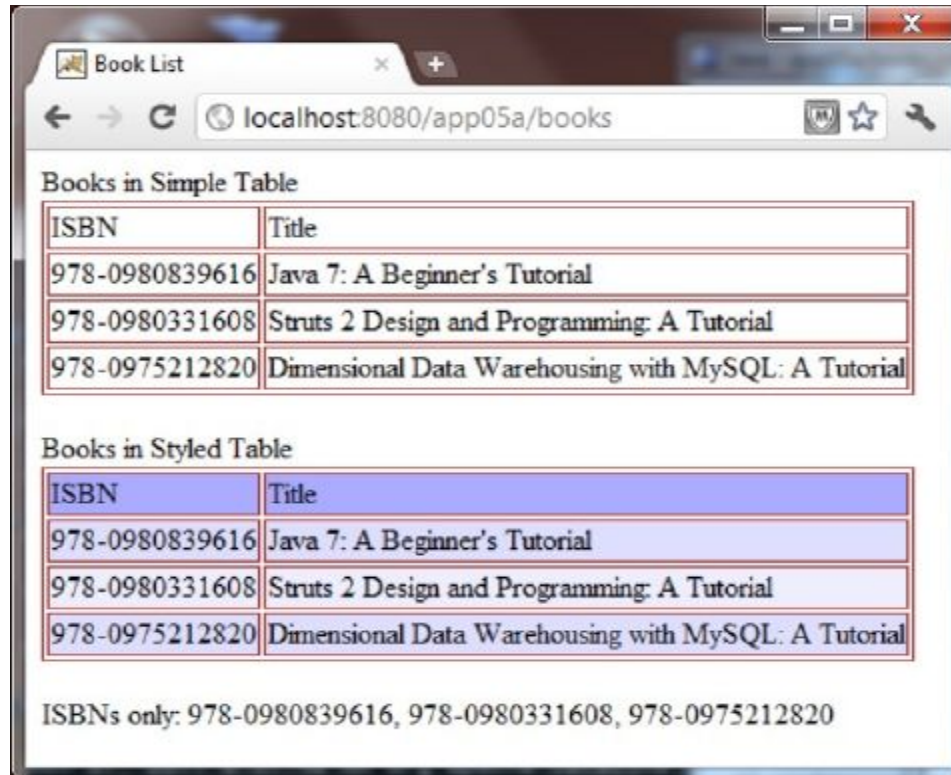 Book List
localhost:8080/app05a/books
Books in Simple Table
ISBN Title
978-0980839616 Java 7: A Beginner's Tutorial
978-0980331608 Struts 2 Design and Programming: A Tutorial
978-0975212820 Dimensional Data Warehousing with MySQL: A Tutorial
Books in Styled Table
ISBN Title
978-0980839616 Java 7: A Beginner's Tutorial
978-0980331608 Struts 2 Design and Programming: A Tutorial
978-0975212820 Dimensional Data Warehousing with MySQL: A Tutorial
ISBNs only: 978-0980839616, 978-0980331608, 978-0975212820